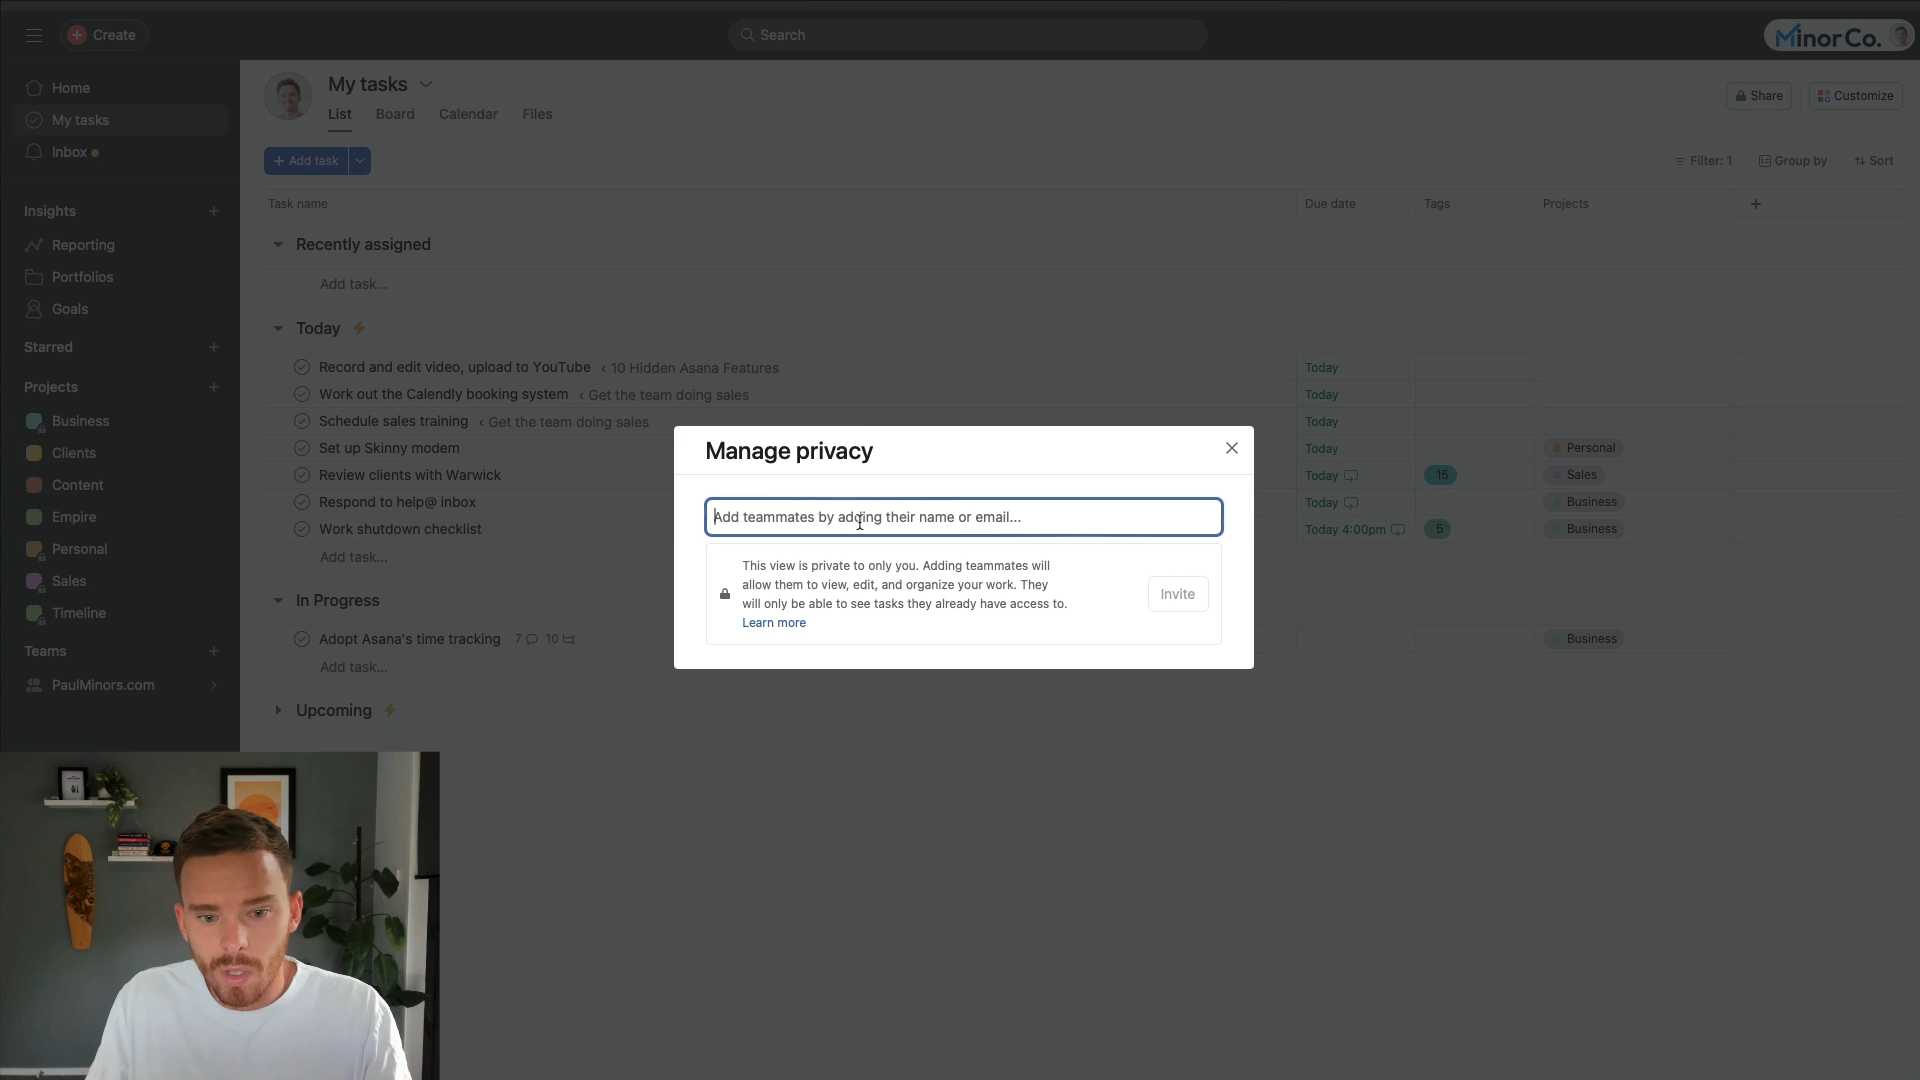 Create
Search
Minor Co.
Home
My tasks
Inbox
Insights
Reporting
Portfolios
Goals
Starred
Projects
Business
Clients
Content
Empire
Personal
Sales
Timeline
Teams
PaulMinors.com
My tasks
List Board Calendar Files
Share
Customize
+ Add task
Filter: 1
Group by
Sort
Task name Due date Tags Projects
Recently assigned
Add task...
Today
Record and edit video, upload to YouTube ‹ 10 Hidden Asana Features Today
Work out the Calendly booking system ‹ Get the team doing sales Today
Schedule sales training ‹ Get the team doing sales Today
Set up Skinny modem Today Personal
Review clients with Warwick Today 15 Sales
Respond to help@ inbox Today Business
Work shutdown checklist Today 4:00pm 5 Business
Add task...
In Progress
Adopt Asana's time tracking 7 10 Business
Add task...
Upcoming
Manage privacy
Add teammates by adding their name or email...
This view is private to only you. Adding teammates will
allow them to view, edit, and organize your work. They
will only be able to see tasks they already have access to.
Learn more
Invite